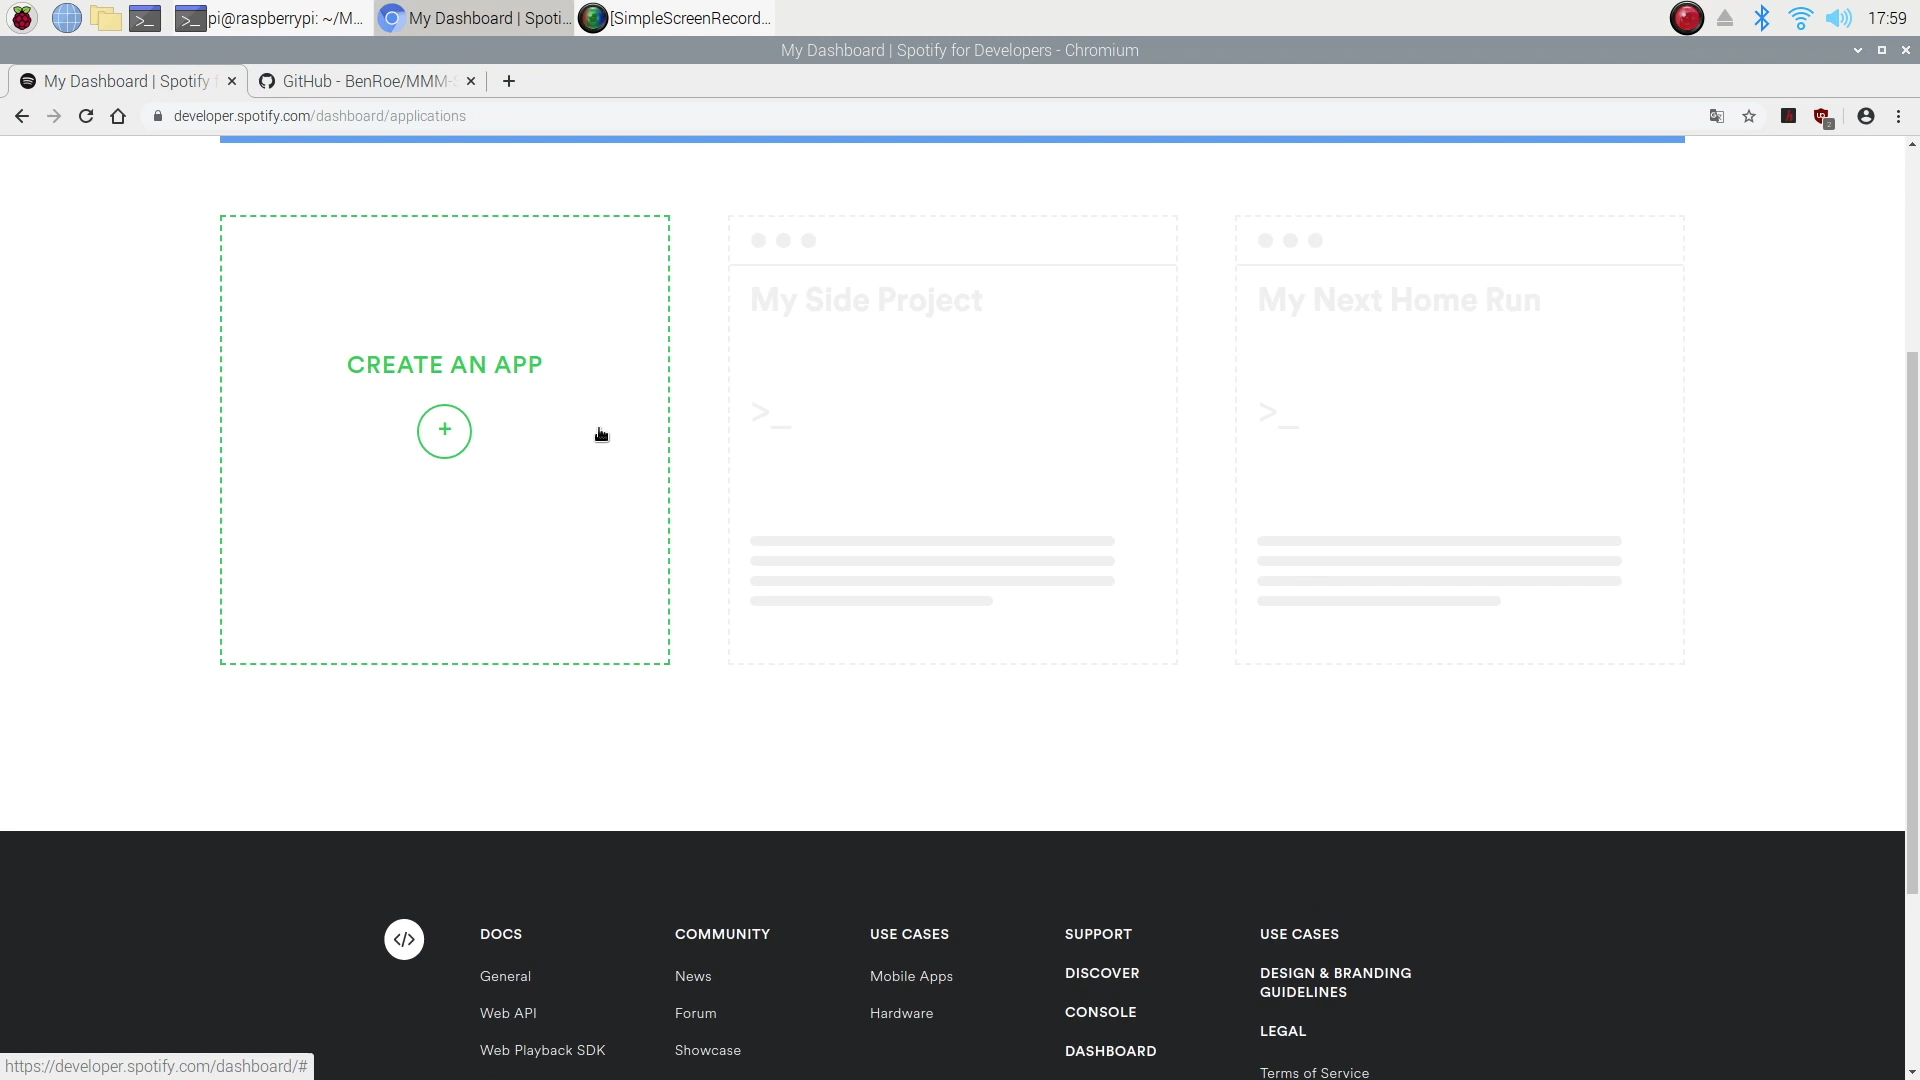 pi@raspberrypi: ~/M...
My Dashboard | Spoti...
[SimpleScreenRecord...
17:59
My Dashboard | Spotify for Developers - Chromium
My Dashboard | Spotify
GitHub - BenRoe/MMM-
developer.spotify.com/dashboard/applications
2
CREATE AN APP
+
My Side Project
>_
My Next Home Run
>_
</>
DOCS
General
Web API
Web Playback SDK
COMMUNITY
News
Forum
Showcase
USE CASES
Mobile Apps
Hardware
SUPPORT
DISCOVER
CONSOLE
DASHBOARD
USE CASES
DESIGN & BRANDING
GUIDELINES
LEGAL
Terms of Service
https://developer.spotify.com/dashboard/#